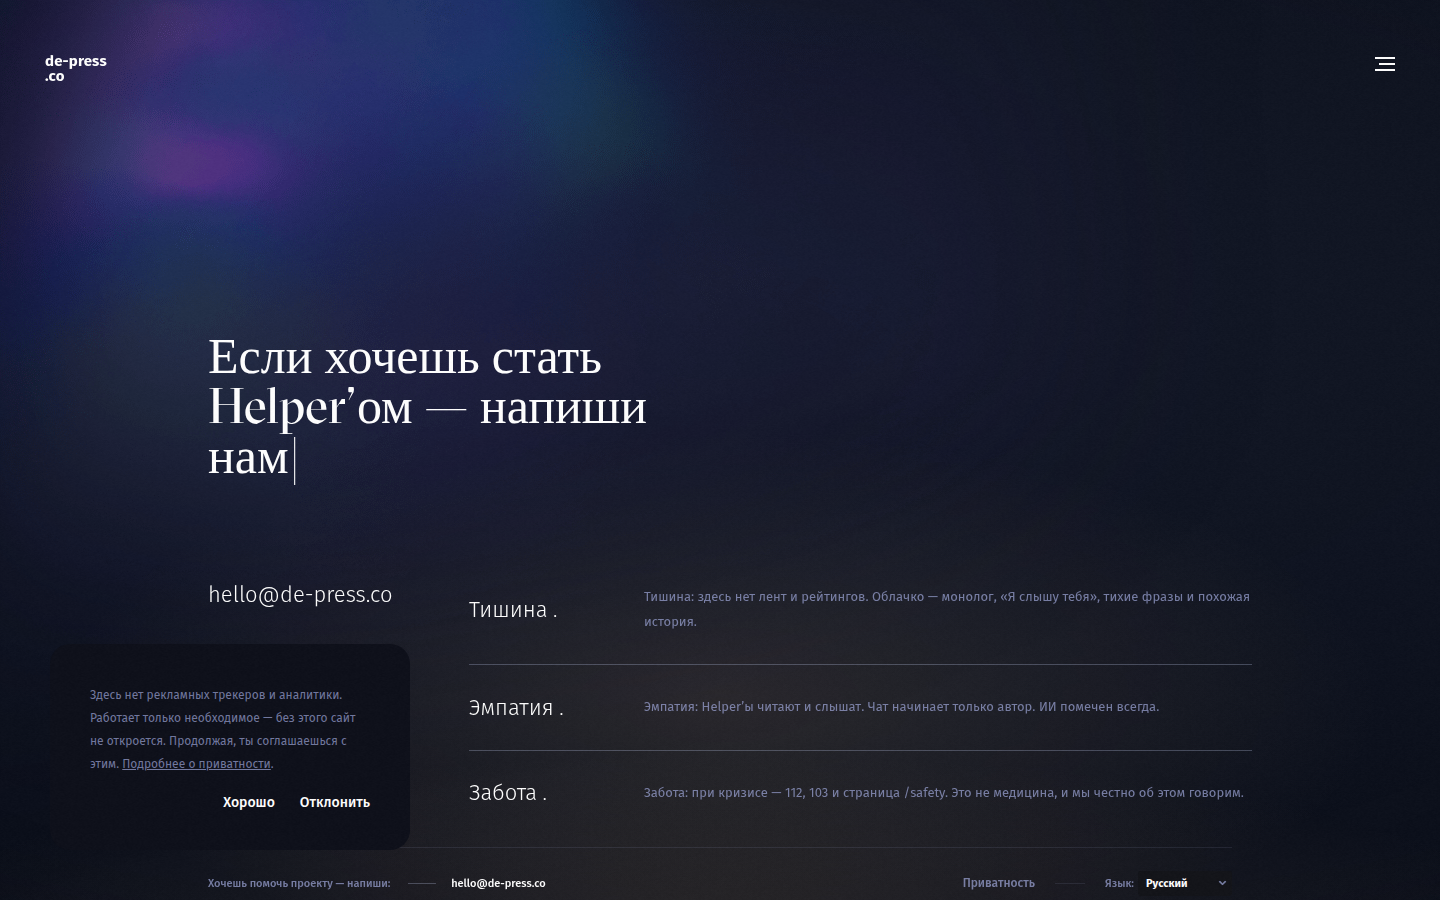 de-press
.co
Если хочешь стать
Helper’ом — напиши
нам
hello@de-press.co
Тишина .
Тишина: здесь нет лент и рейтингов. Облачко — монолог, «Я слышу тебя», тихие фразы и похожая
история.
Эмпатия .
Эмпатия: Helper'ы читают и слышат. Чат начинает только автор. ИИ помечен всегда.
Забота .
Забота: при кризисе — 112, 103 и страница /safety. Это не медицина, и мы честно об этом говорим.
Здесь нет рекламных трекеров и аналитики.
Работает только необходимое — без этого сайт
не откроется. Продолжая, ты соглашаешься с
этим. Подробнее о приватности.
Хорошо Отклонить
Хочешь помочь проекту — напиши: hello@de-press.co Приватность Язык: Русский